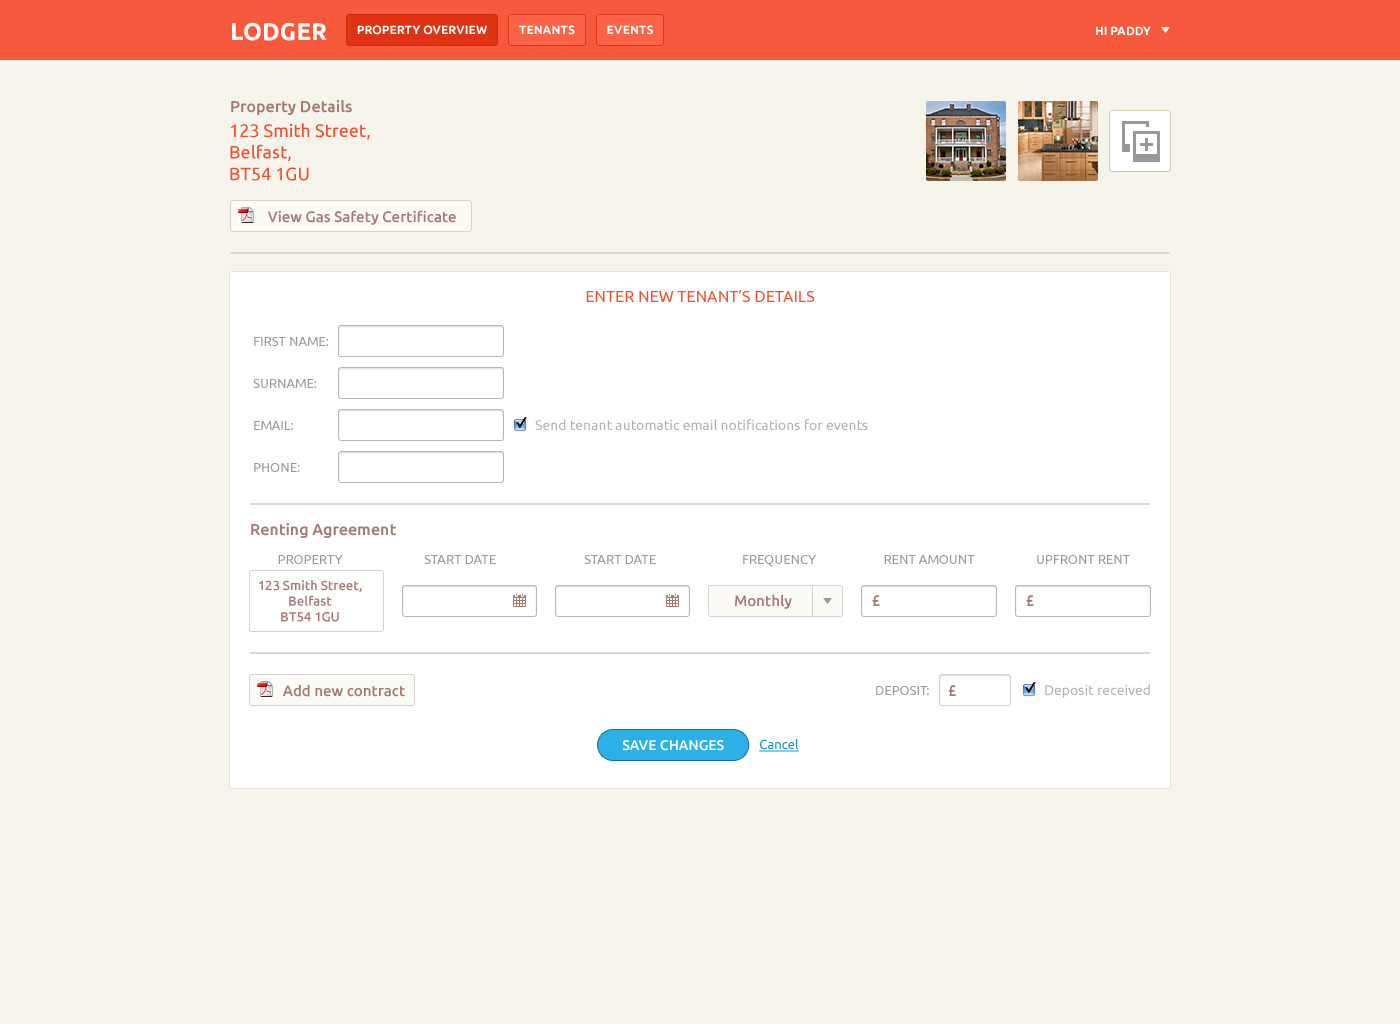 LODGER
PROPERTY OVERVIEW
TENANTS
EVENTS
HI PADDY
Property Details
123 Smith Street,
Belfast,
BT54 1GU
View Gas Safety Certificate
ENTER NEW TENANT'S DETAILS
FIRST NAME:
SURNAME:
EMAIL:
Send tenant automatic email notifications for events
PHONE:
Renting Agreement
PROPERTY
START DATE
START DATE
FREQUENCY
RENT AMOUNT
UPFRONT RENT
123 Smith Street,
Belfast
BT54 1GU
Monthly
£
£
Add new contract
DEPOSIT:
£
Deposit received
SAVE CHANGES
Cancel